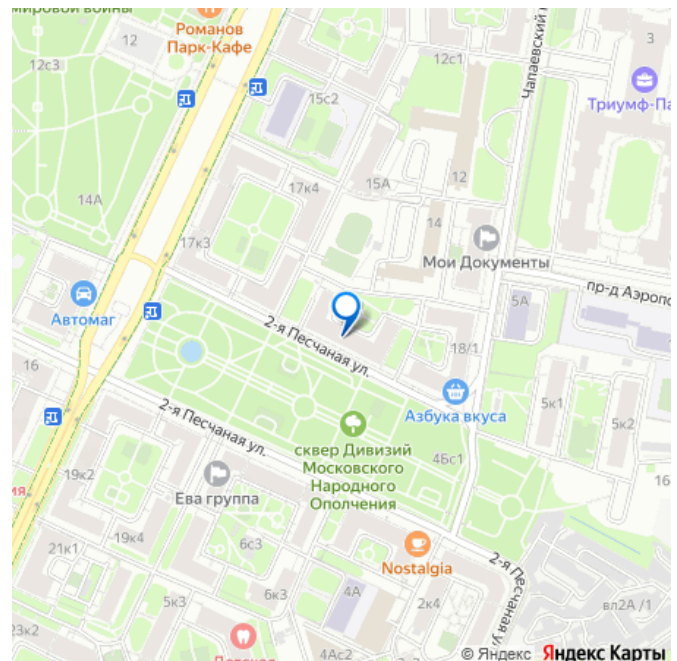 мировой войны
Романов
Парк-Кафе
12
12с3
15с2
12с1
Чапаевский
3
Триумф-Па
14А
17к4
15А
12
14
17к3
Мои Документы
пр-д Аэропо
5А
Автомаг
2-я Песчаная ул.
18/1
16
Азбука вкуса
5к1
5к2
2-я Песчаная ул.
сквер Дивизий
Московского
Народного
Ополчения
4Бс1
16
19к2
Ева группа
ия
21к1
19к4
6с3
Nostalgia
2-я Песчаная у
5к3
6к3
4А
2к4
вл2А /1
23к2
Детская
4Ас2
© Яндекс Яндекс Карты